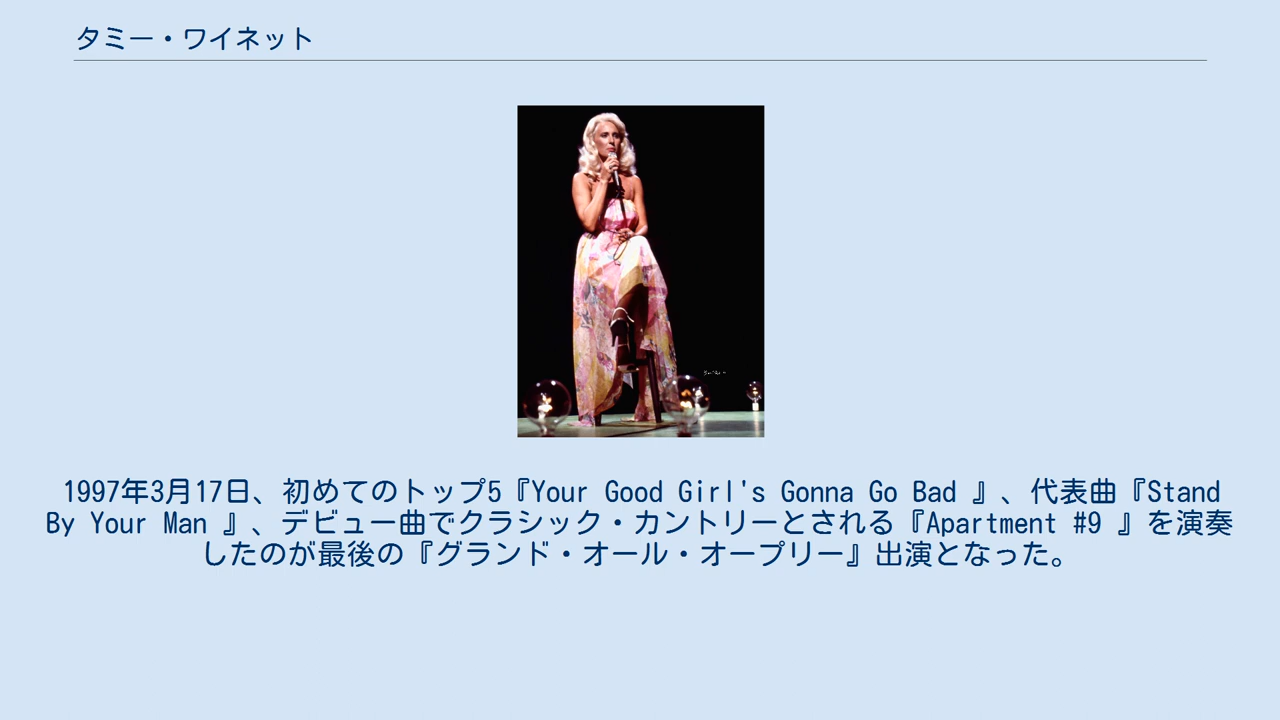 タミー・ワイネット
1997年3月17日、初めてのトップ5『Your Good Girl's Gonna Go Bad 』、代表曲『Stand
By Your Man 』、デビュー曲でクラシック・カントリーとされる『Apartment #9 』を演奏
したのが最後の『グランド・オール・オープリー』出演となった。